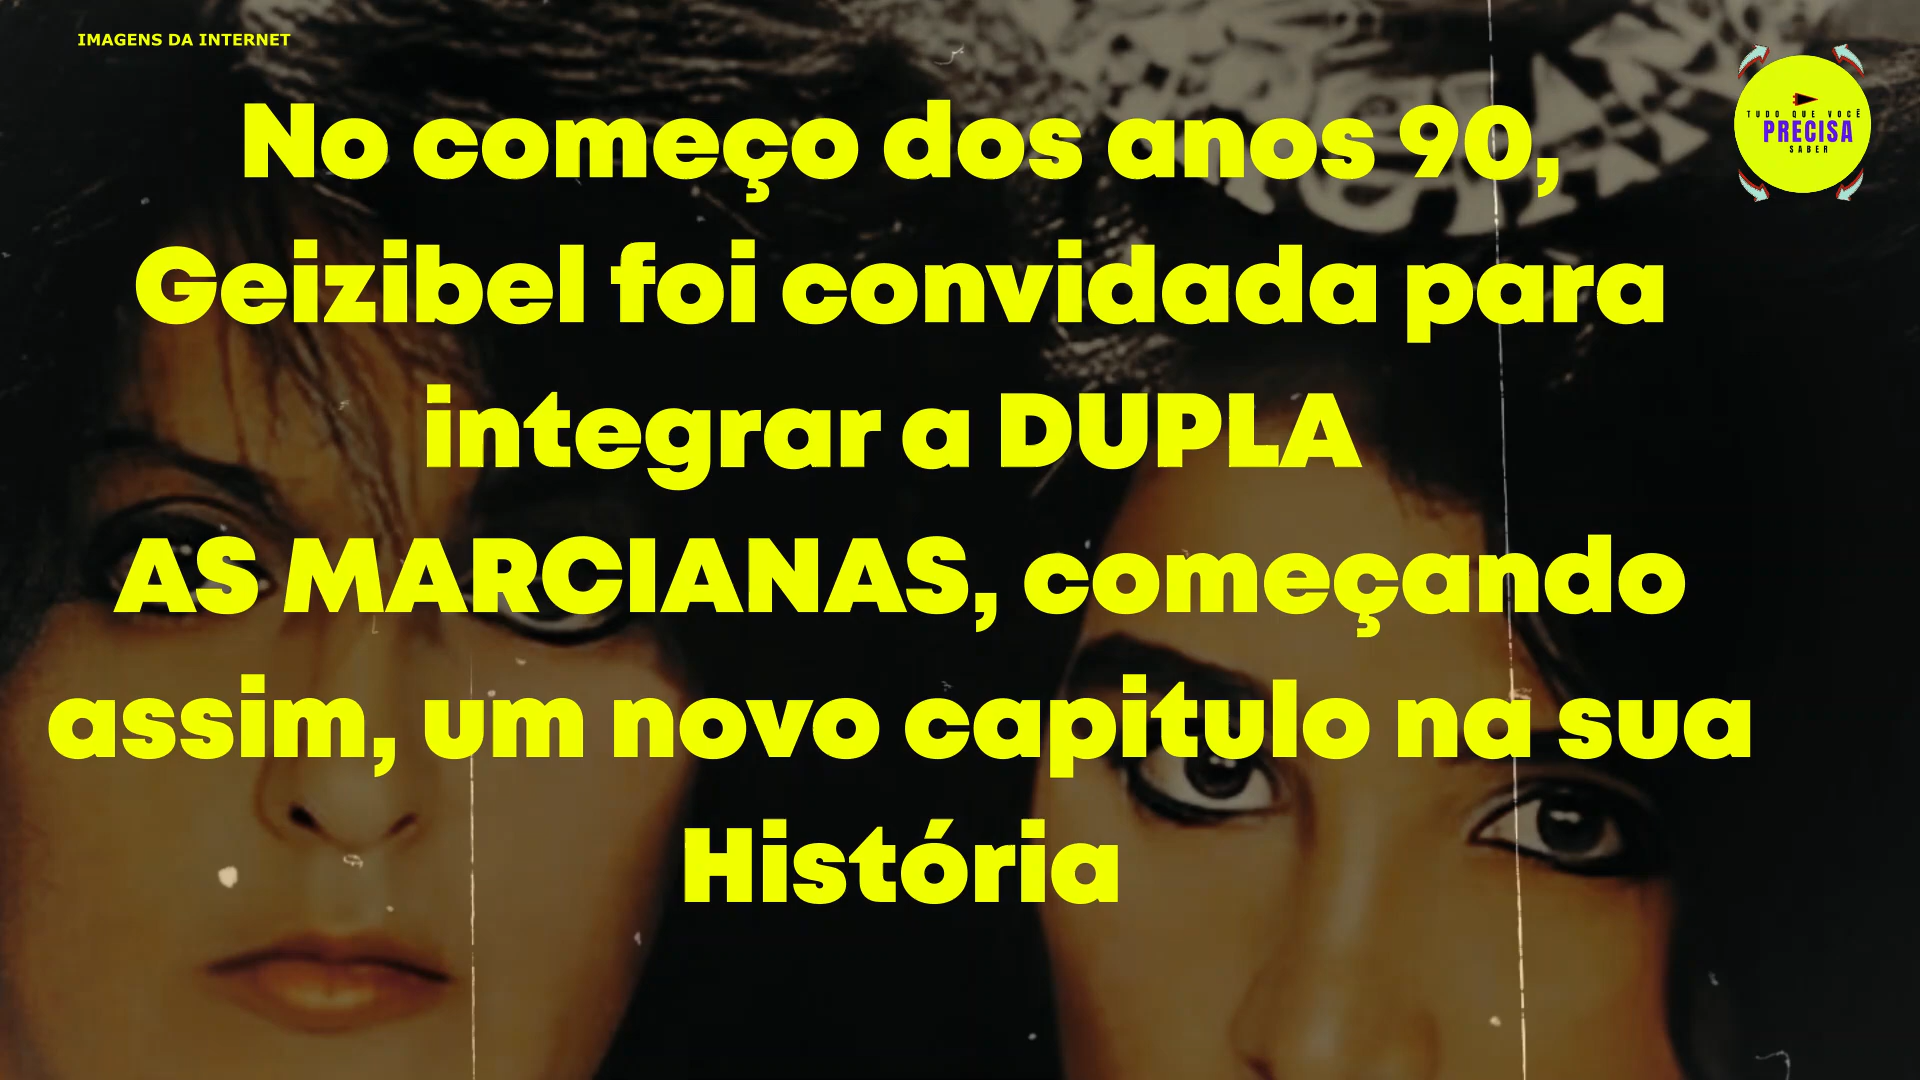 IMAGENS DA INTERNET
TUDO QUE VOCÊ
PRECISA
SABER
No começo dos anos 90,
Geizibel foi convidada para
integrar a DUPLA
AS MARCIANAS, começando
assim, um novo capitulo na sua
História